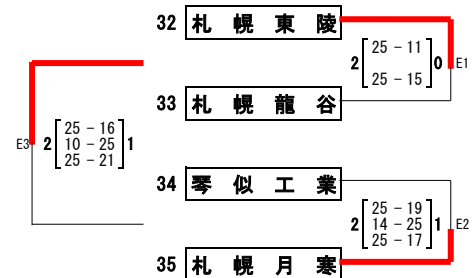 32 札幌東陵
2 [25 - 11 25 - 15] 0 E1
33 札幌龍谷
E3 2 [25 - 16 10 - 25 25 - 21] 1
34 琴似工業
2 [25 - 19 14 - 25 25 - 17] 1 E2
35 札幌月寒